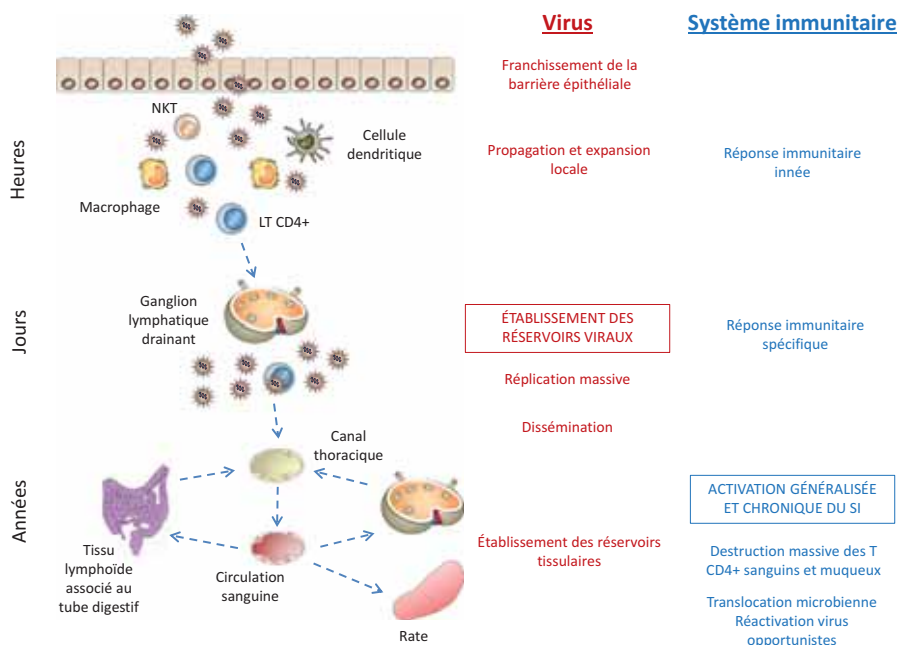 Virus
Système immunitaire
Franchissement de la
barrière épithéliale
NKT
Cellule
dendritique
Propagation et expansion
locale
Réponse immunitaire
innée
Heures
Macrophage
LT CD4+
Ganglion
lymphatique
drainant
Jours
ÉTABLISSEMENT DES
RÉSERVOIRS VIRAUX
Réponse immunitaire
spécifique
Réplication massive
Dissémination
Canal
thoracique
Années
ACTIVATION GÉNÉRALISÉE
ET CHRONIQUE DU SI
Établissement des réservoirs
tissulaires
Destruction massive des T
CD4+ sanguins et muqueux
Tissu
lymphoïde
associé au
tube digestif
Circulation
sanguine
Rate
Translocation microbienne
Réactivation virus
opportunistes